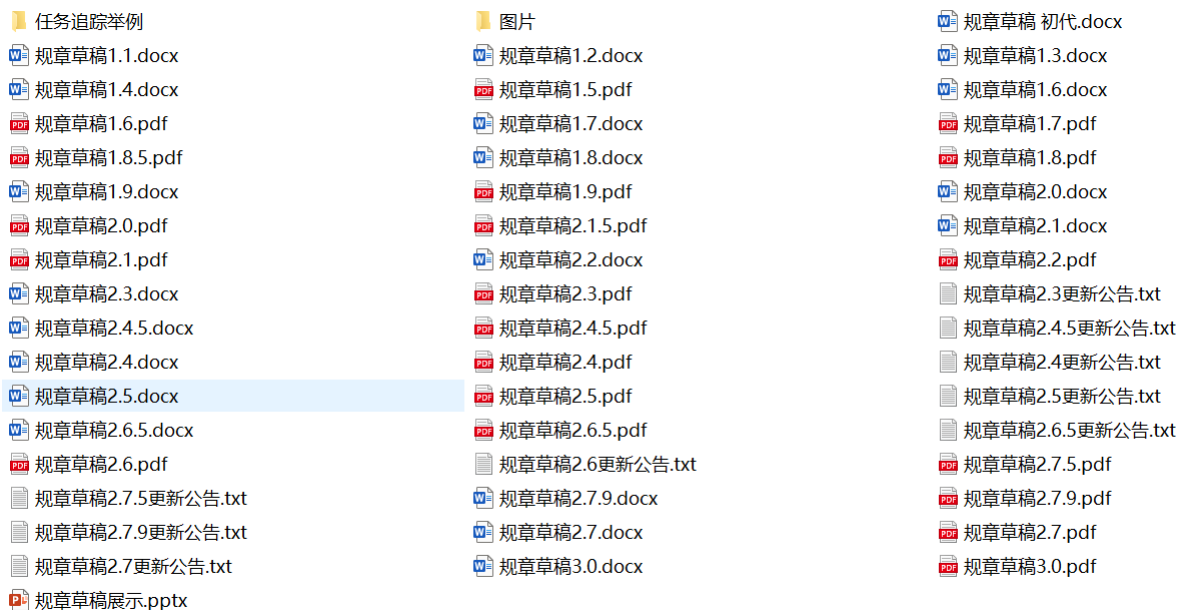 任务追踪举例
图片
规章草稿 初代.docx
规章草稿1.1.docx
规章草稿1.2.docx
规章草稿1.3.docx
规章草稿1.4.docx
规章草稿1.5.pdf
规章草稿1.6.docx
规章草稿1.6.pdf
规章草稿1.7.docx
规章草稿1.7.pdf
规章草稿1.8.5.pdf
规章草稿1.8.docx
规章草稿1.8.pdf
规章草稿1.9.docx
规章草稿1.9.pdf
规章草稿2.0.docx
规章草稿2.0.pdf
规章草稿2.1.5.pdf
规章草稿2.1.docx
规章草稿2.1.pdf
规章草稿2.2.docx
规章草稿2.2.pdf
规章草稿2.3.docx
规章草稿2.3.pdf
规章草稿2.3更新公告.txt
规章草稿2.4.5.docx
规章草稿2.4.5.pdf
规章草稿2.4.5更新公告.txt
规章草稿2.4.docx
规章草稿2.4.pdf
规章草稿2.4更新公告.txt
规章草稿2.5.docx
规章草稿2.5.pdf
规章草稿2.5更新公告.txt
规章草稿2.6.5.docx
规章草稿2.6.5.pdf
规章草稿2.6.5更新公告.txt
规章草稿2.6.pdf
规章草稿2.6更新公告.txt
规章草稿2.7.5.pdf
规章草稿2.7.5更新公告.txt
规章草稿2.7.9.docx
规章草稿2.7.9.pdf
规章草稿2.7.9更新公告.txt
规章草稿2.7.docx
规章草稿2.7.pdf
规章草稿2.7更新公告.txt
规章草稿3.0.docx
规章草稿3.0.pdf
规章草稿展示.pptx